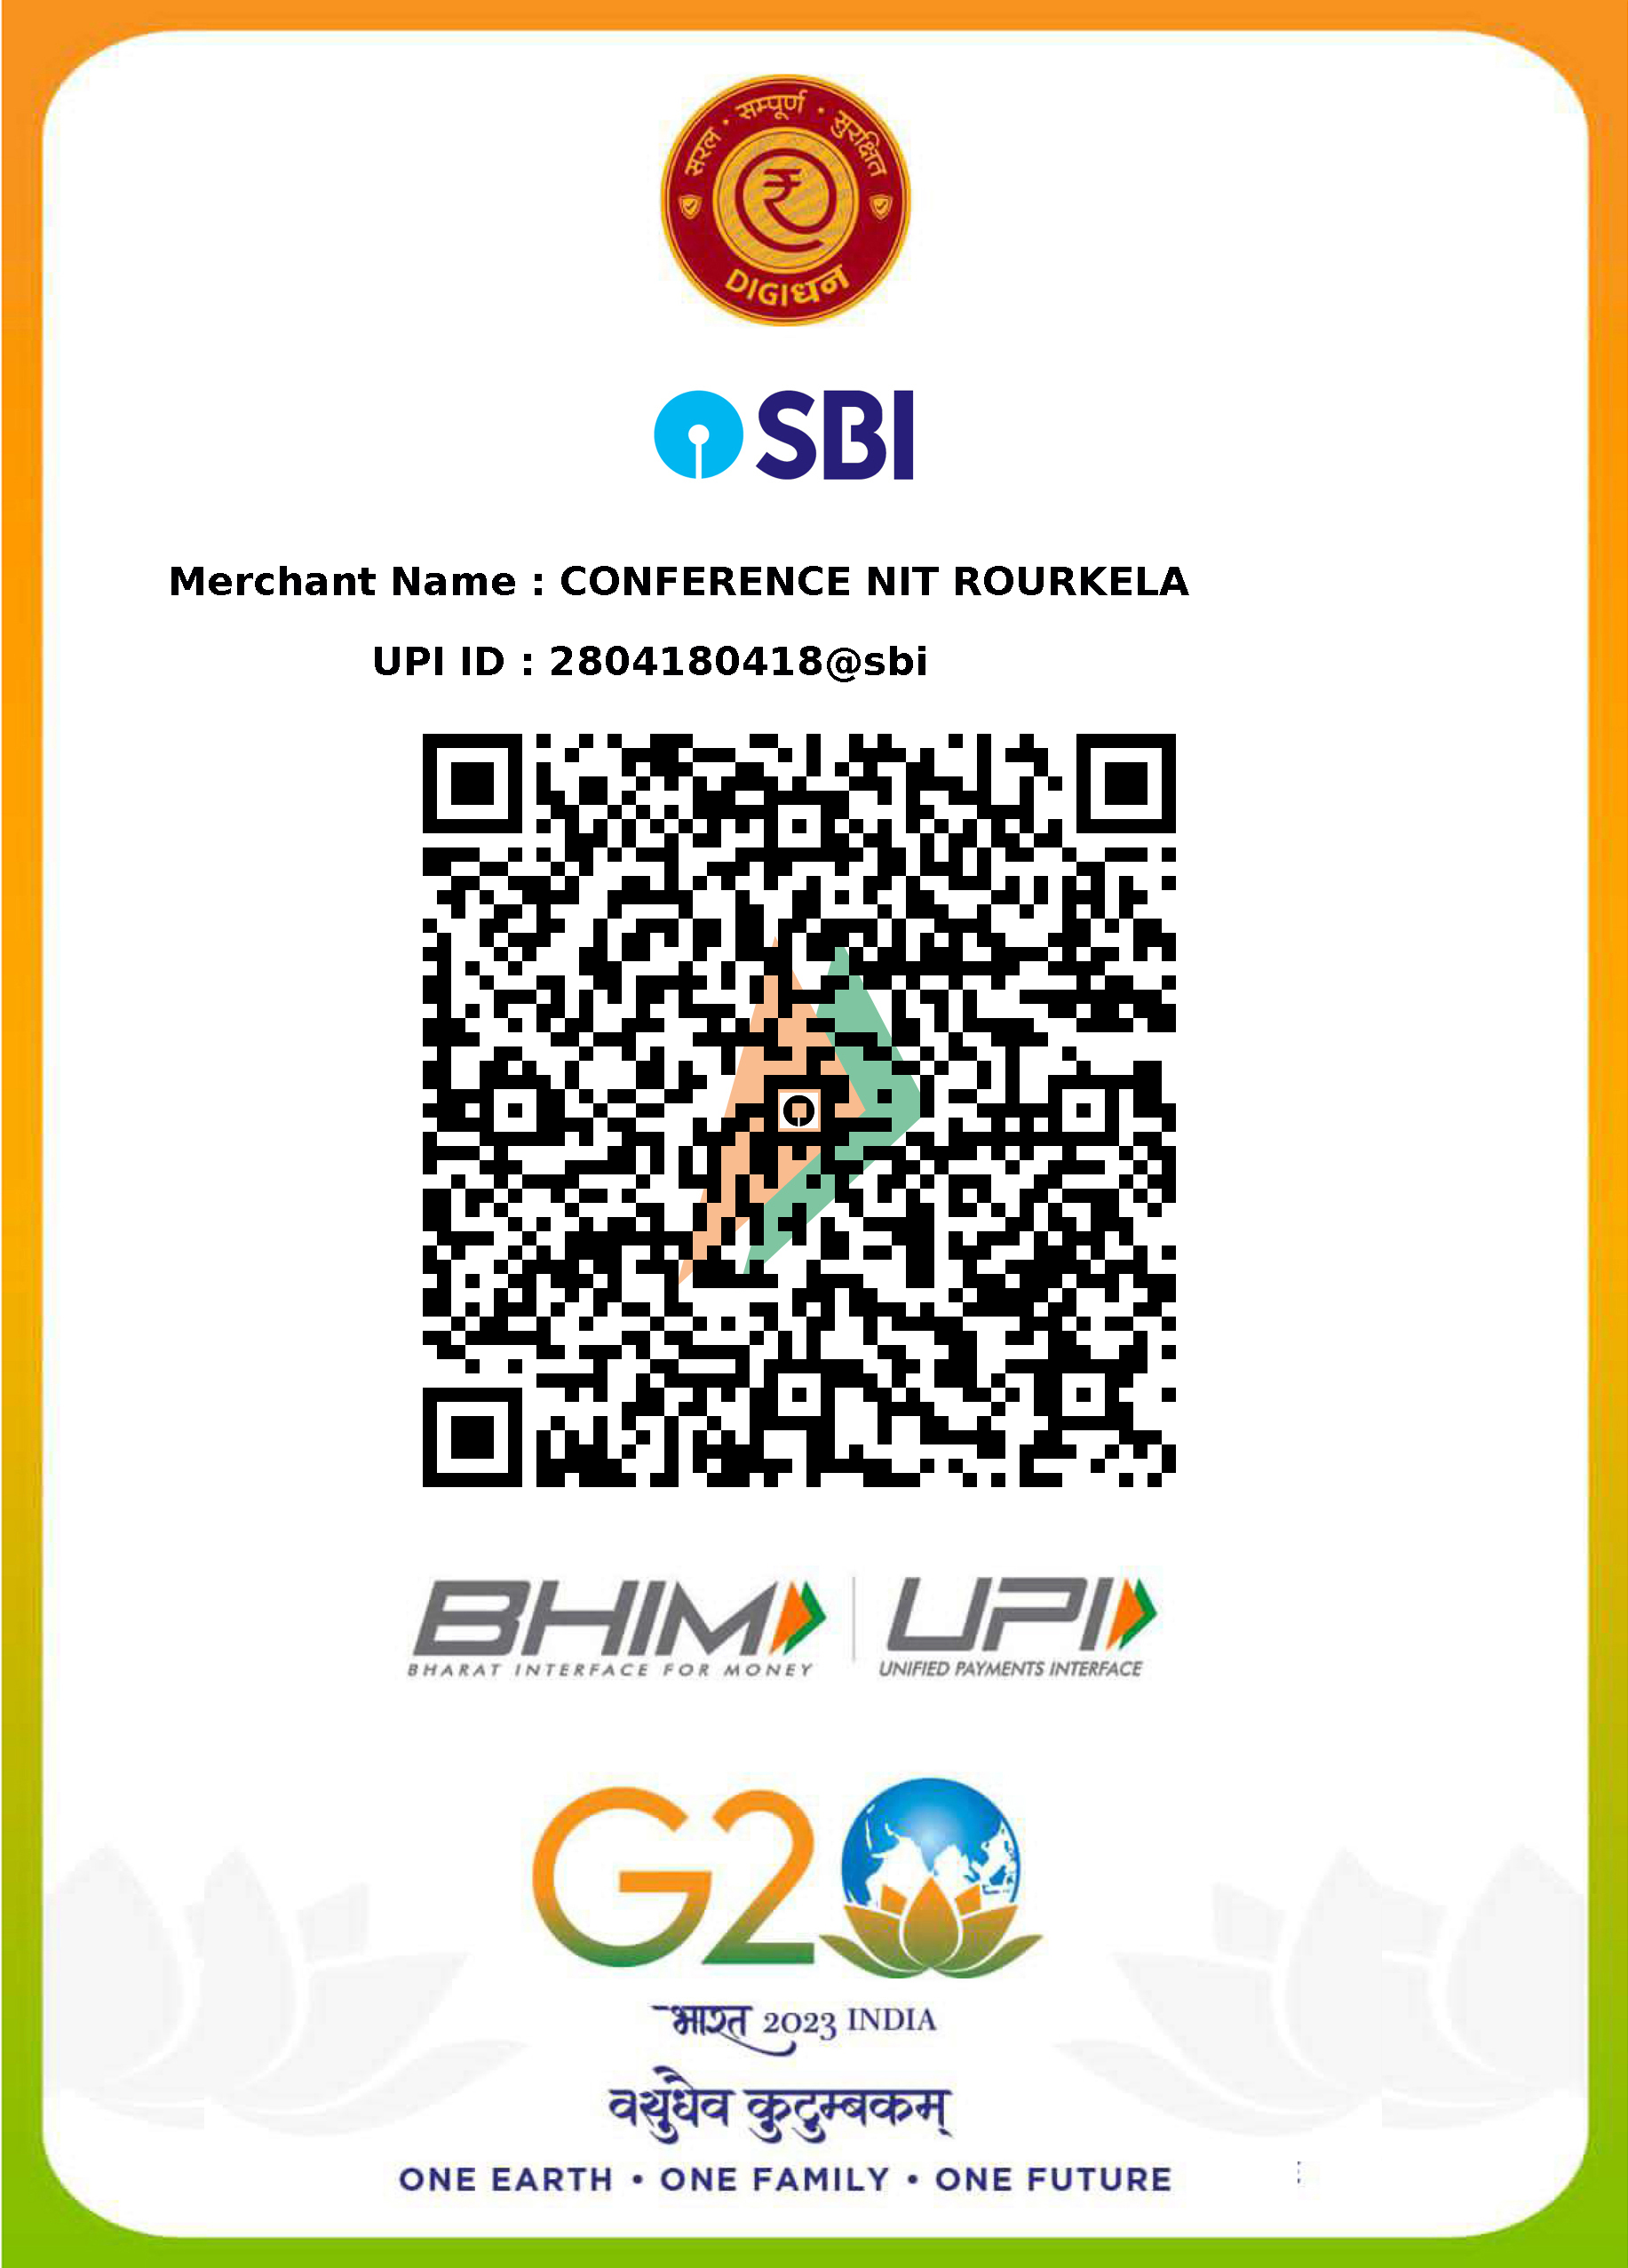 सरल • सम्पूर्ण • सुरक्षित
₹
DIGIधन
SBI
Merchant Name : CONFERENCE NIT ROURKELA
UPI ID : 2804180418@sbi
BHIM
BHARAT INTERFACE FOR MONEY
UPI
UNIFIED PAYMENTS INTERFACE
G20
भारत 2023 INDIA
वसुधैव कुटुम्बकम्
ONE EARTH • ONE FAMILY • ONE FUTURE